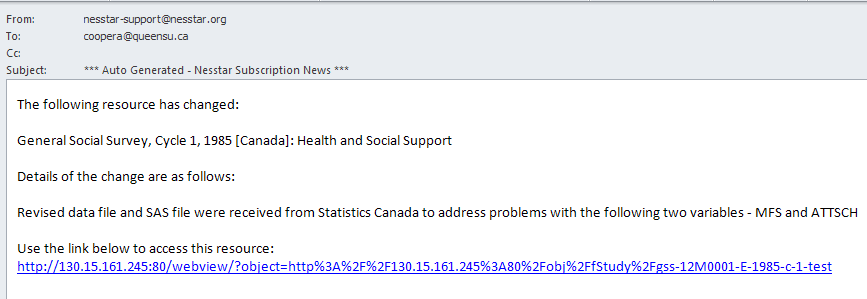 From: nesstar-support@nesstar.org
To: coopera@queensu.ca
Cc:
Subject: *** Auto Generated - Nesstar Subscription News ***
The following resource has changed:
General Social Survey, Cycle 1, 1985 [Canada]: Health and Social Support
Details of the change are as follows:
Revised data file and SAS file were received from Statistics Canada to address problems with the following two variables - MFS and ATTSCH
Use the link below to access this resource:
http://130.15.161.245:80/webview/?object=http%3A%2F%2F130.15.161.245%3A80%2Fobj%2FfStudy%2Fgss-12M0001-E-1985-c-1-test